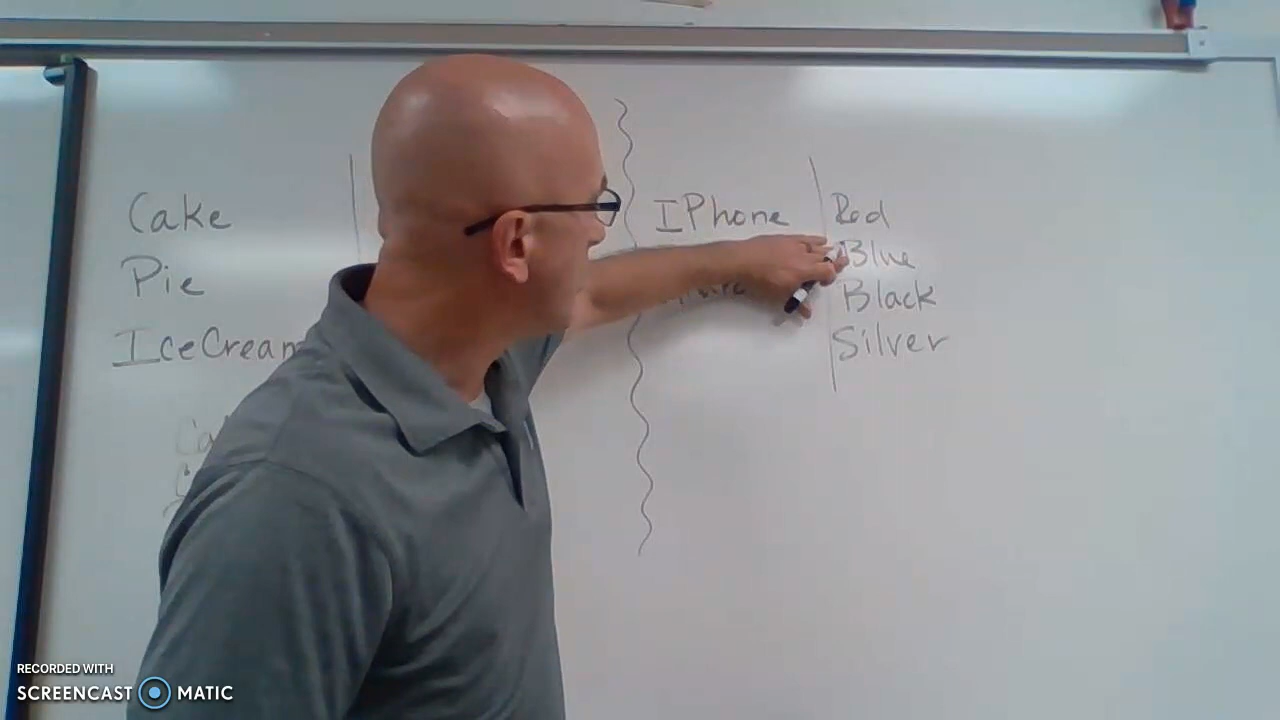 Cake
Pie
IceCream
IPhone
Red
Blue
Black
Silver
RECORDED WITH
SCREENCAST MATIC